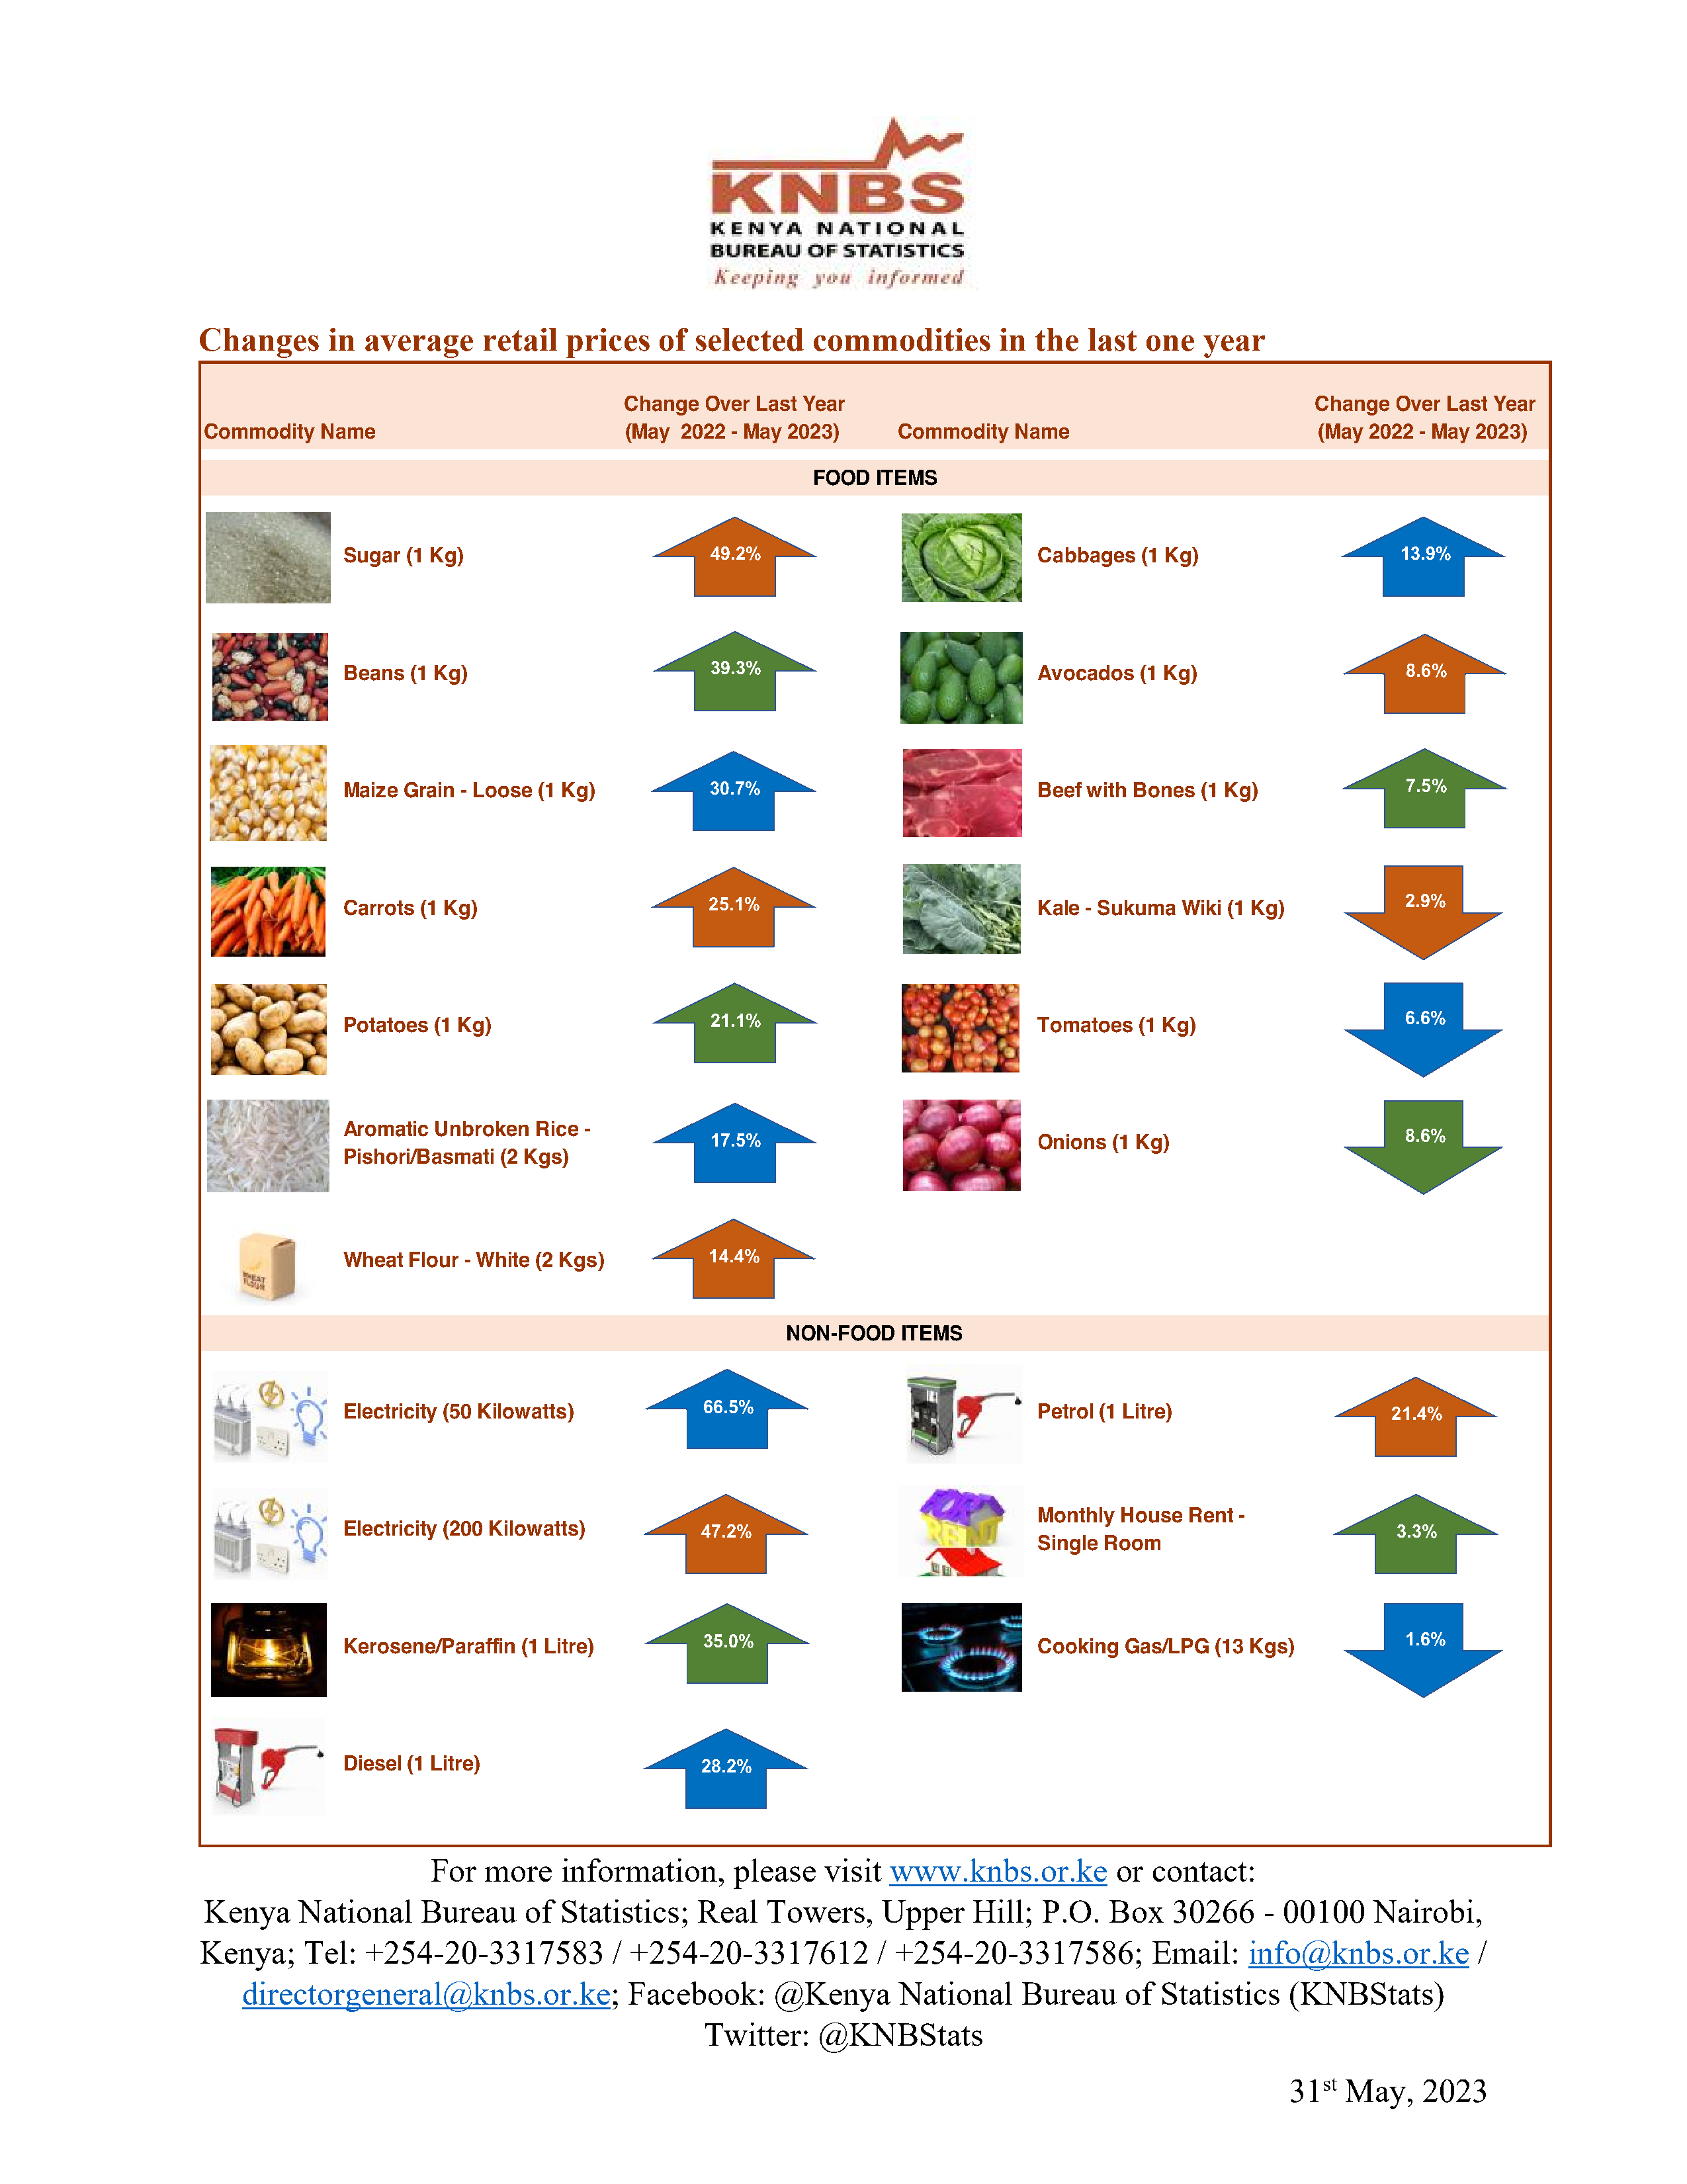 KNBS
KENYA NATIONAL
BUREAU OF STATISTICS
Keeping you informed
Changes in average retail prices of selected commodities in the last one year
Commodity Name
Change Over Last Year
(May 2022 - May 2023)
Commodity Name
Change Over Last Year
(May 2022 - May 2023)
FOOD ITEMS
Sugar (1 Kg) 49.2% Cabbages (1 Kg) 13.9%
Beans (1 Kg) 39.3% Avocados (1 Kg) 8.6%
Maize Grain - Loose (1 Kg) 30.7% Beef with Bones (1 Kg) 7.5%
Carrots (1 Kg) 25.1% Kale - Sukuma Wiki (1 Kg) 2.9%
Potatoes (1 Kg) 21.1% Tomatoes (1 Kg) 6.6%
Aromatic Unbroken Rice -
Pishori/Basmati (2 Kgs) 17.5% Onions (1 Kg) 8.6%
WHEAT
FLOUR
Wheat Flour - White (2 Kgs) 14.4%
NON-FOOD ITEMS
Electricity (50 Kilowatts) 66.5% Petrol (1 Litre) 21.4%
Electricity (200 Kilowatts) 47.2%
FOR
RENT
Monthly House Rent -
Single Room 3.3%
Kerosene/Paraffin (1 Litre) 35.0% Cooking Gas/LPG (13 Kgs) 1.6%
Diesel (1 Litre) 28.2%
For more information, please visit www.knbs.or.ke or contact:
Kenya National Bureau of Statistics; Real Towers, Upper Hill; P.O. Box 30266 - 00100 Nairobi,
Kenya; Tel: +254-20-3317583 / +254-20-3317612 / +254-20-3317586; Email: info@knbs.or.ke /
directorgeneral@knbs.or.ke; Facebook: @Kenya National Bureau of Statistics (KNBStats)
Twitter: @KNBStats
31st May, 2023